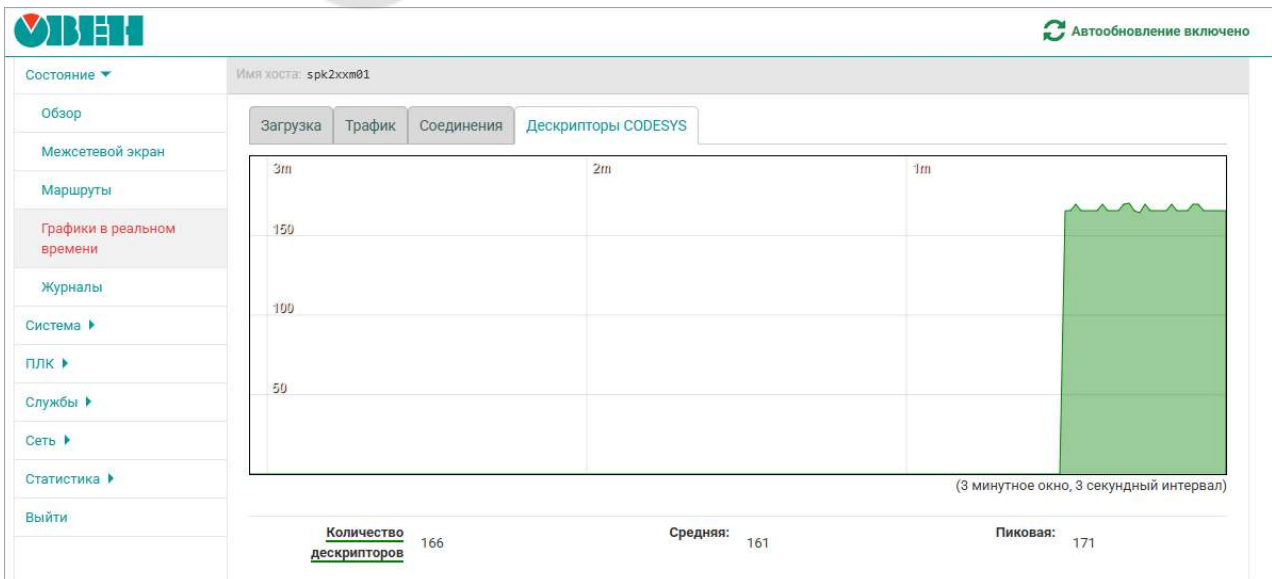 ОВЕН
Автообновление включено
Состояние
Имя хоста: spk2xxm01
Обзор
Межсетевой экран
Маршруты
Графики в реальном
времени
Журналы
Система
ПЛК
Службы
Сеть
Статистика
Выйти
Загрузка Трафик Соединения Дескрипторы CODESYS
3m 2m 1m
150
100
50
(3 минутное окно, 3 секундный интервал)
Количество
дескрипторов 166 Средняя: 161 Пиковая: 171